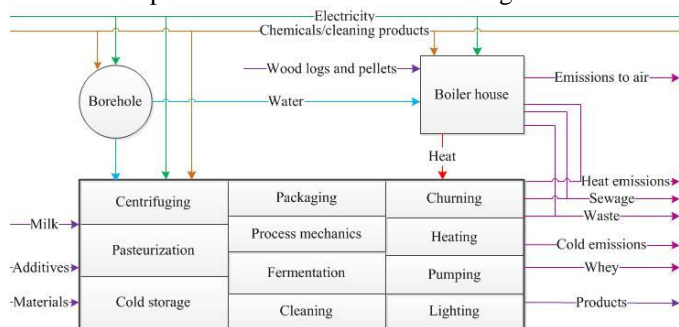 Electricity
Chemicals/cleaning products
Wood logs and pellets
Emissions to air
Borehole
Water
Boiler house
Heat
Centrifuging
Packaging
Churning
Heat emissions
Sewage
Waste
Milk
Process mechanics
Heating
Cold emissions
Pasteurization
Additives
Fermentation
Pumping
Whey
Materials
Cold storage
Cleaning
Lighting
Products